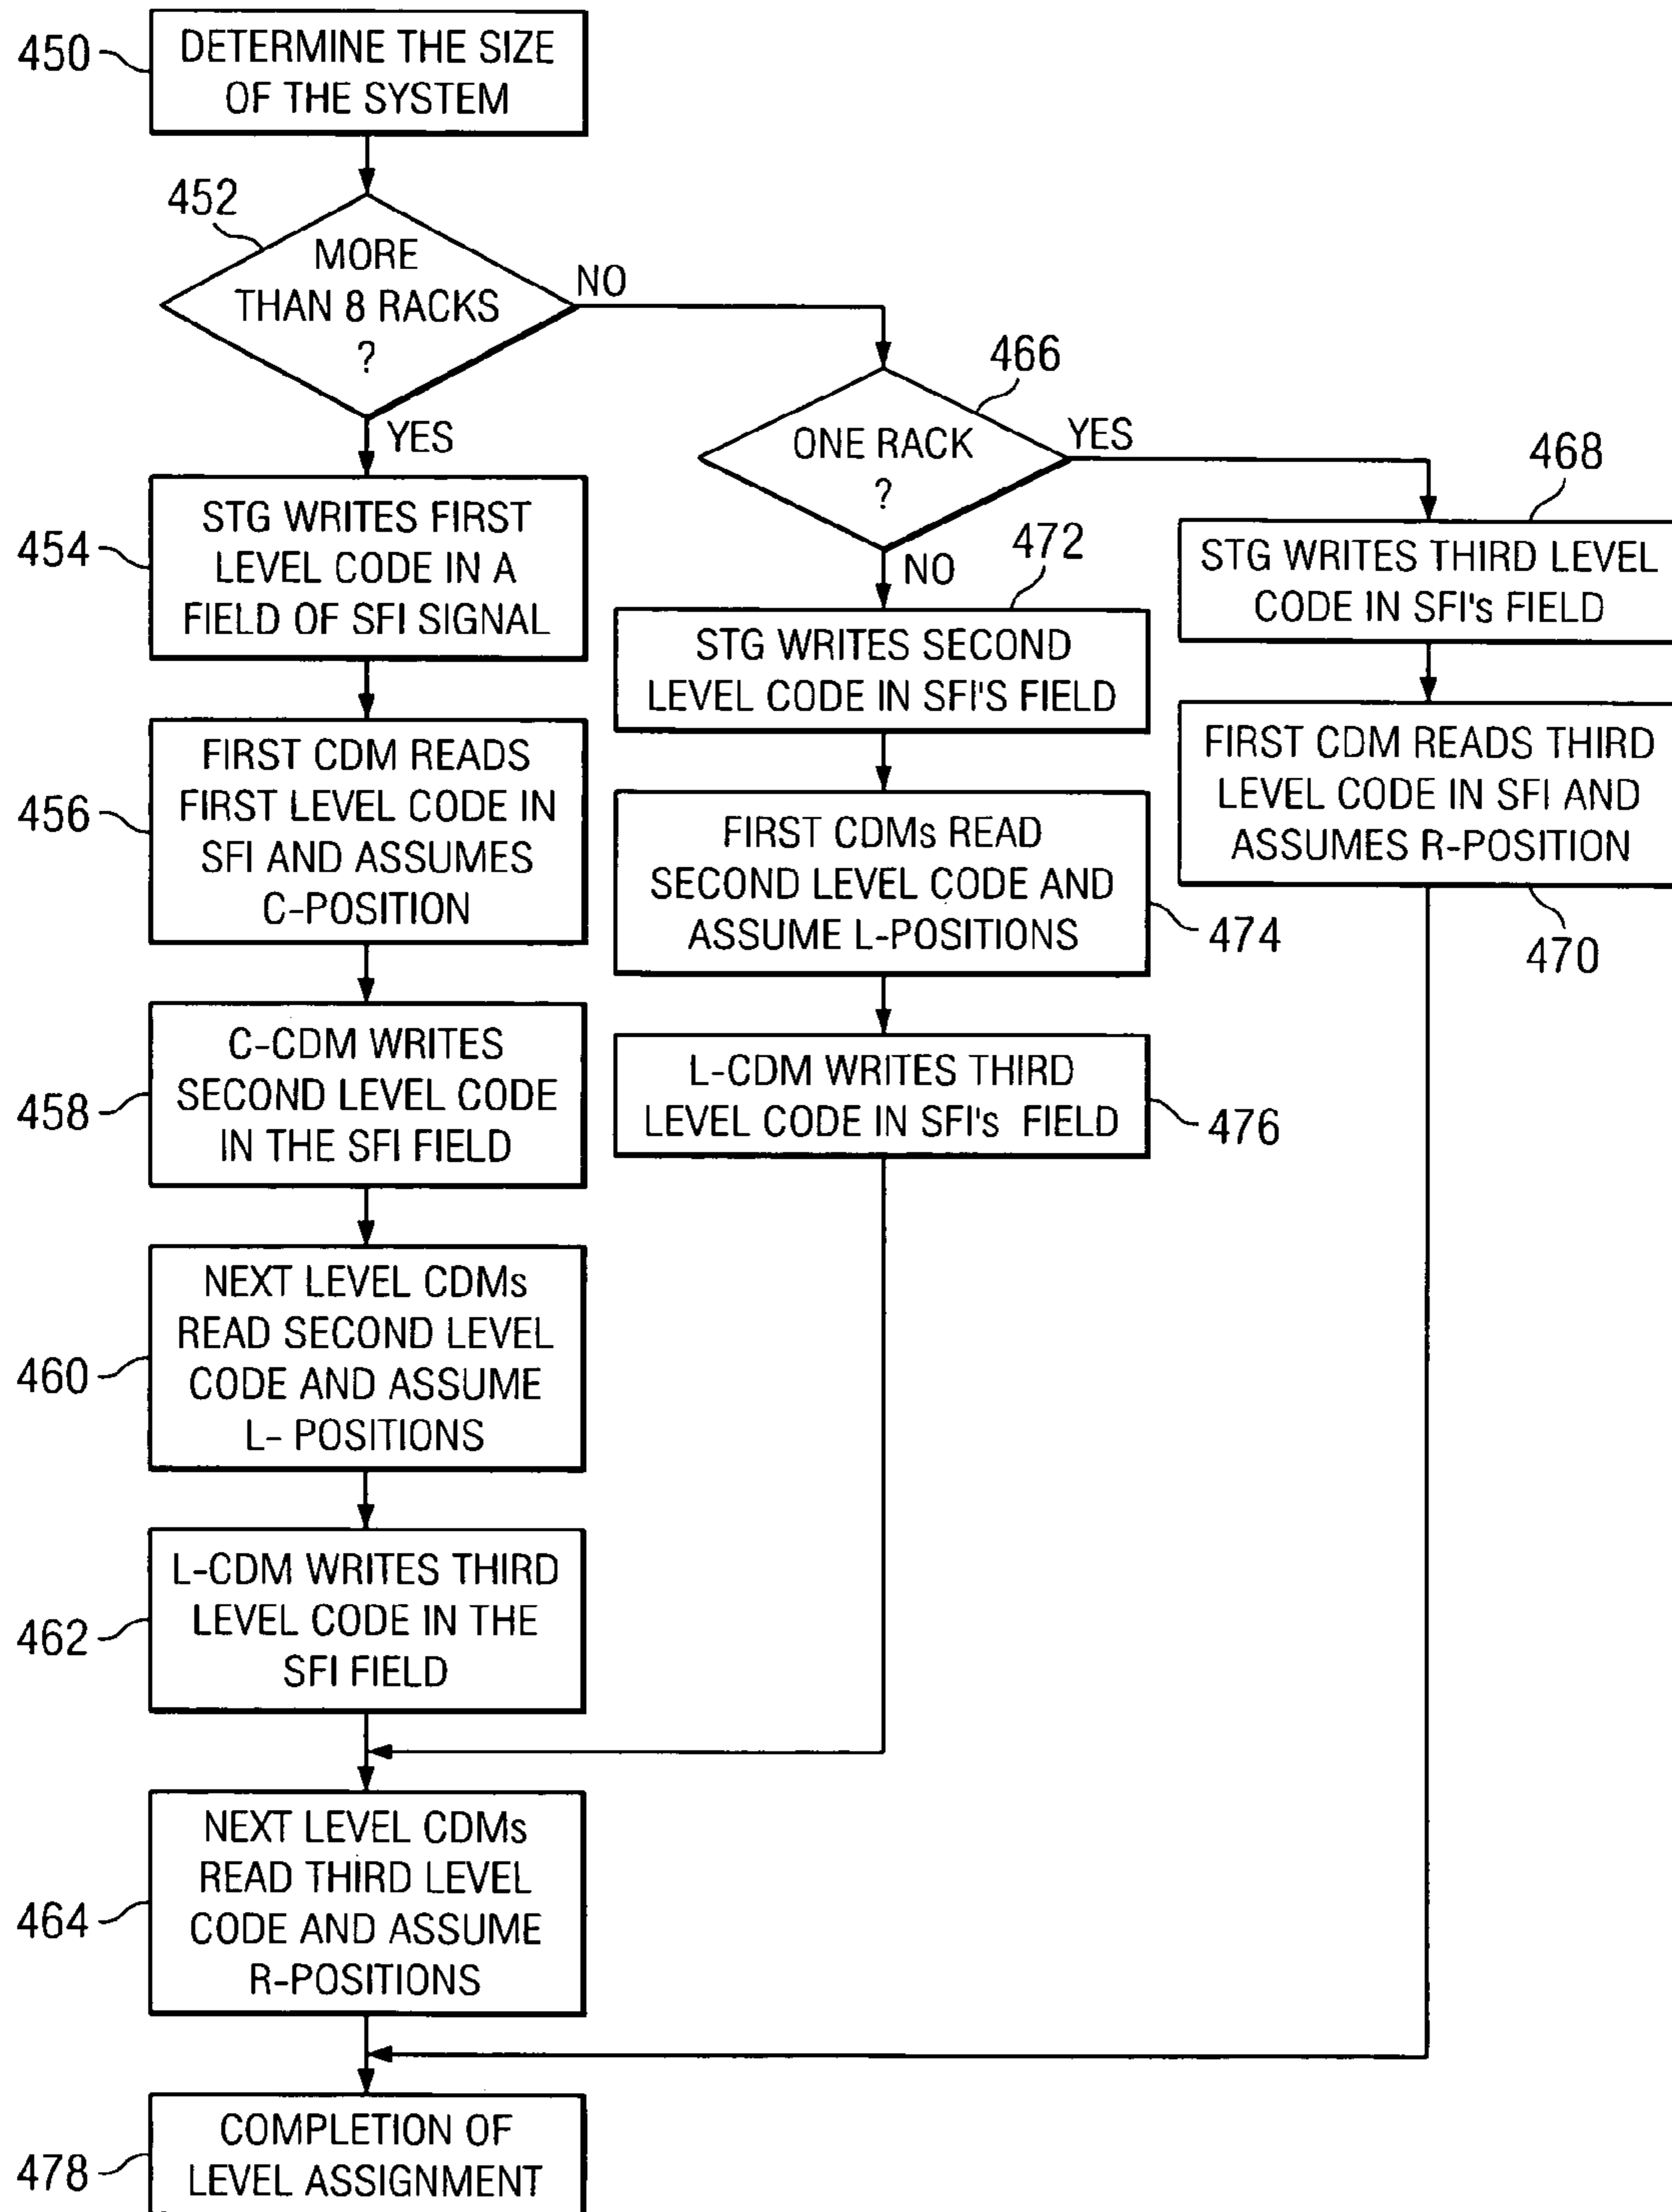 450
DETERMINE THE SIZE
OF THE SYSTEM
452
MORE
THAN 8 RACKS
?
NO
YES
454
STG WRITES FIRST
LEVEL CODE IN A
FIELD OF SFI SIGNAL
456
FIRST CDM READS
FIRST LEVEL CODE IN
SFI AND ASSUMES
C-POSITION
458
C-CDM WRITES
SECOND LEVEL CODE
IN THE SFI FIELD
460
NEXT LEVEL CDMs
READ SECOND LEVEL
CODE AND ASSUME
L- POSITIONS
462
L-CDM WRITES THIRD
LEVEL CODE IN THE
SFI FIELD
464
NEXT LEVEL CDMs
READ THIRD LEVEL
CODE AND ASSUME
R-POSITIONS
466
ONE RACK
?
YES
NO
472
STG WRITES SECOND
LEVEL CODE IN SFI'S FIELD
FIRST CDMs READ
SECOND LEVEL CODE AND
ASSUME L-POSITIONS
474
L-CDM WRITES THIRD
LEVEL CODE IN SFI's FIELD
476
468
STG WRITES THIRD LEVEL
CODE IN SFI's FIELD
FIRST CDM READS THIRD
LEVEL CODE IN SFI AND
ASSUMES R-POSITION
470
478
COMPLETION OF
LEVEL ASSIGNMENT